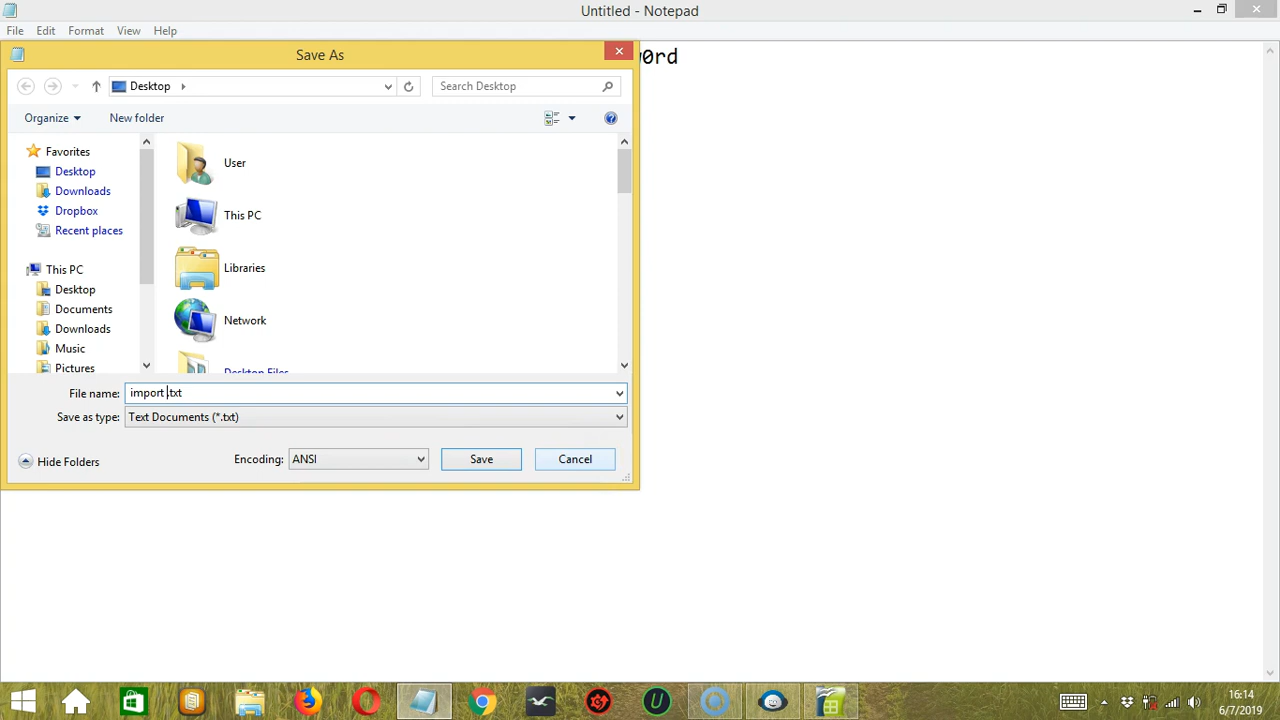 Untitled - Notepad
File Edit Format View Help
0rd
Save As
Desktop
Search Desktop
Organize New folder
Favorites
Desktop
Downloads
Dropbox
Recent places
This PC
Desktop
Documents
Downloads
Music
Pictures
User
This PC
Libraries
Network
Desktop Files
File name: import .txt
Save as type: Text Documents (*.txt)
Hide Folders Encoding: ANSI Save Cancel
16:14
6/7/2019